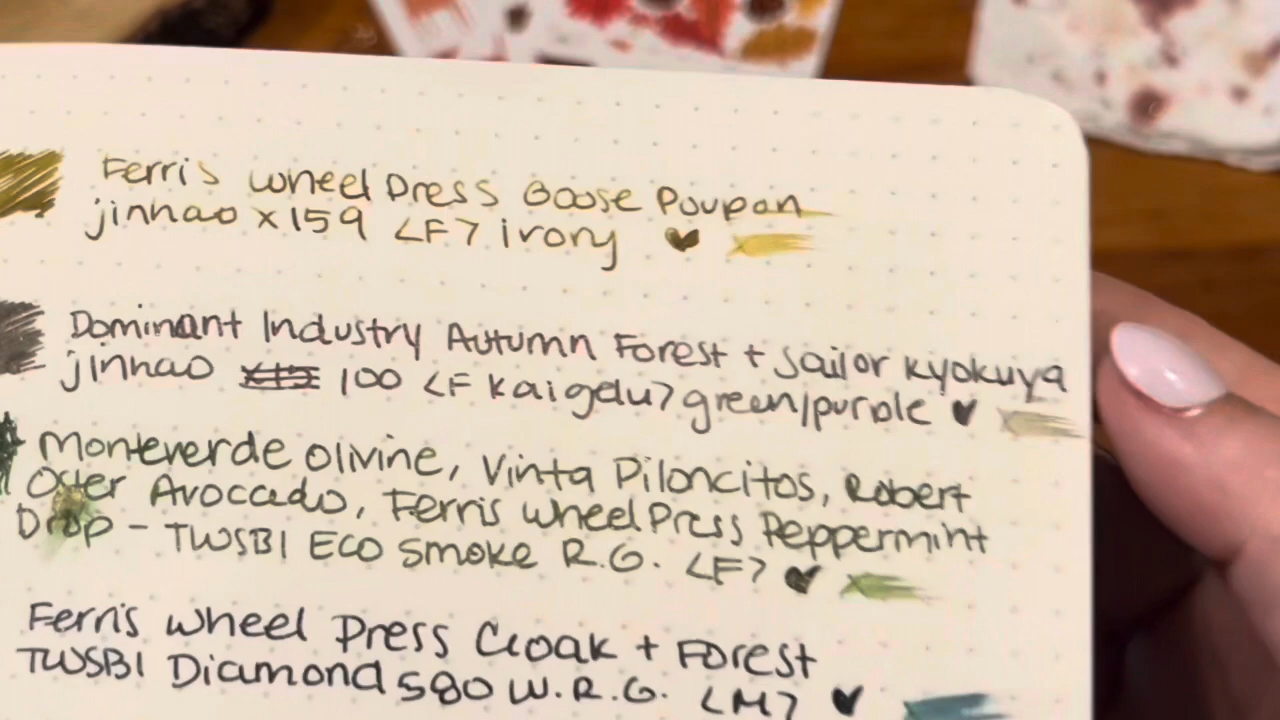 Ferris Wheel Press Goose Poupon
jinhao x159 <F> ivory ♥
Dominant Industry Autumn Forest + Sailor Kyokuya
jinhao 100 <F Kaigelu> green/purple ♥
Monteverde Olivine, Vinta Piloncitos, Robert
Oster Avocado, Ferris Wheel Press Peppermint
Drop - TWSBI ECO Smoke R.G. <F> ♥
Ferris Wheel Press Cloak + Forest
TWSBI Diamond 580 W.R.G. <M> ♥